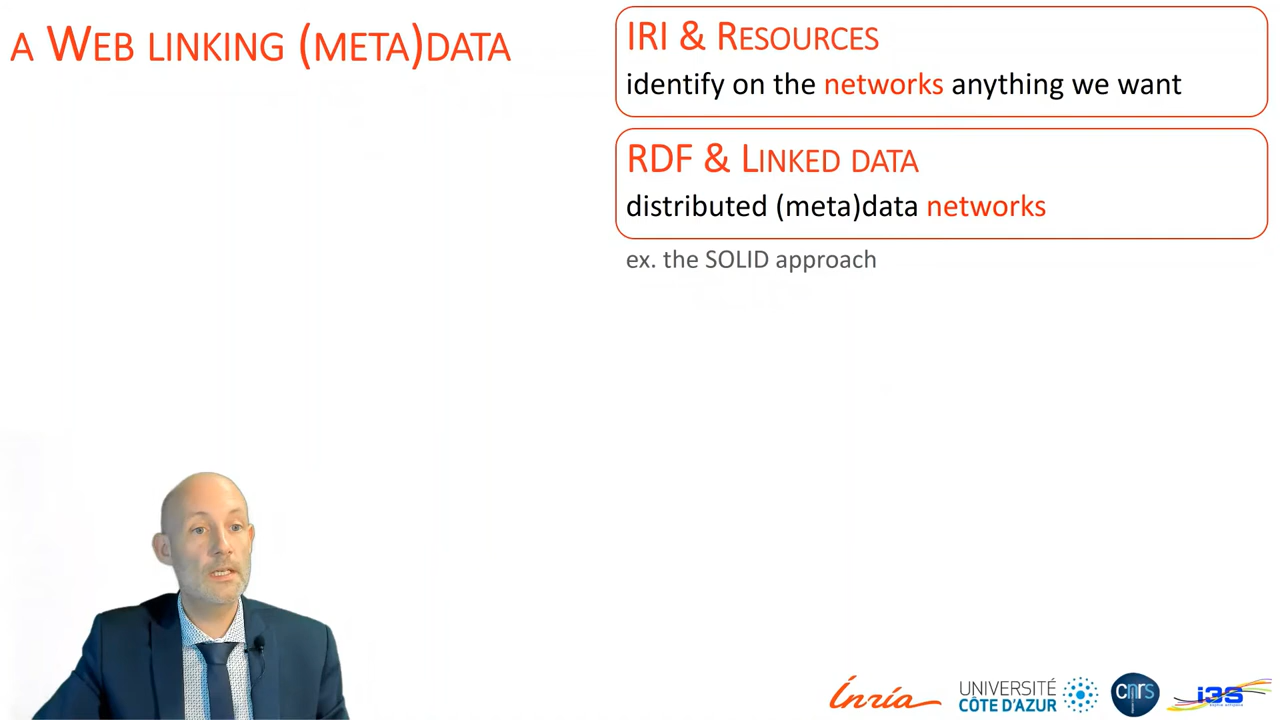 A WEB LINKING (META)DATA
IRI & RESOURCES
identify on the networks anything we want
RDF & LINKED DATA
distributed (meta)data networks
ex. the SOLID approach
Inria
UNIVERSITÉ
CÔTE D'AZUR
cnrs
i3S